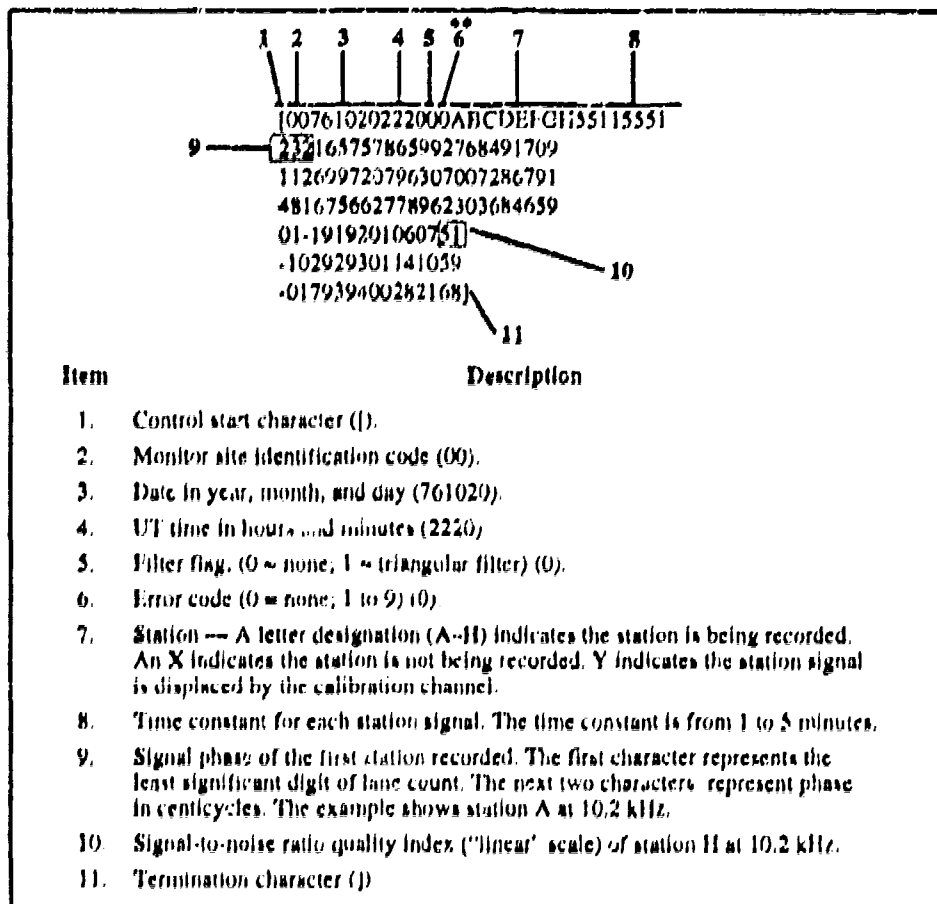 **
1 2 3 4 5 6 7 8
[00761020222000ABCDEFGH55115551
9 232165757865992768491709
1126099720796307007286791
481675662778962303684659
01-1919201060751
10
-102929301141059
-017939400282168]
11
Item Description
1. Control start character ([).
2. Monitor site identification code (00).
3. Date in year, month, and day (761020).
4. UT time in hours and minutes (2220)
5. Filter flag. (0 = none; 1 = triangular filter) (0).
6. Error code (0 = none; 1 to 9) (0)
7. Station -- A letter designation (A-H) indicates the station is being recorded.
An X indicates the station is not being recorded. Y indicates the station signal
is displaced by the calibration channel.
8. Time constant for each station signal. The time constant is from 1 to 5 minutes.
9. Signal phase of the first station recorded. The first character represents the
least significant digit of lane count. The next two characters represent phase
in centicycles. The example shows station A at 10.2 kHz.
10. Signal-to-noise ratio quality index ("linear" scale) of station H at 10.2 kHz.
11. Termination character (])